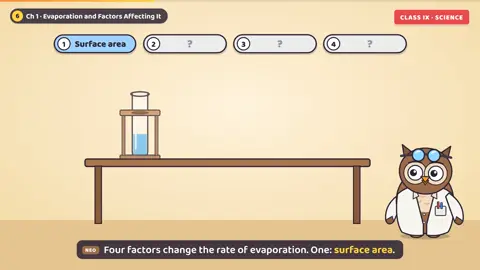 6 Ch 1 · Evaporation and Factors Affecting It
CLASS IX · SCIENCE
1 Surface area
2 ?
3 ?
4 ?
NEO Four factors change the rate of evaporation. One: surface area.